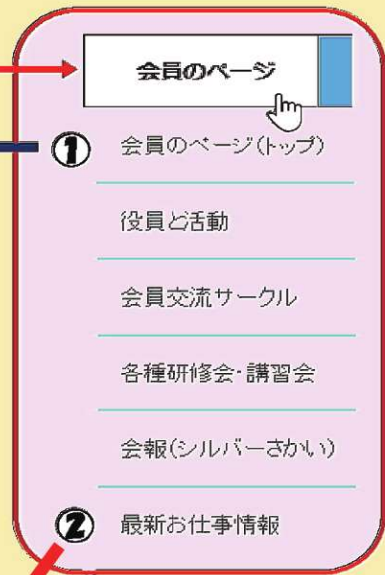 会員のページ
① 会員のページ(トップ)
役員ど活動
会員交流サークル
各種研修会・講習会
会報(シルバーさかい)
② 最新お仕事情報